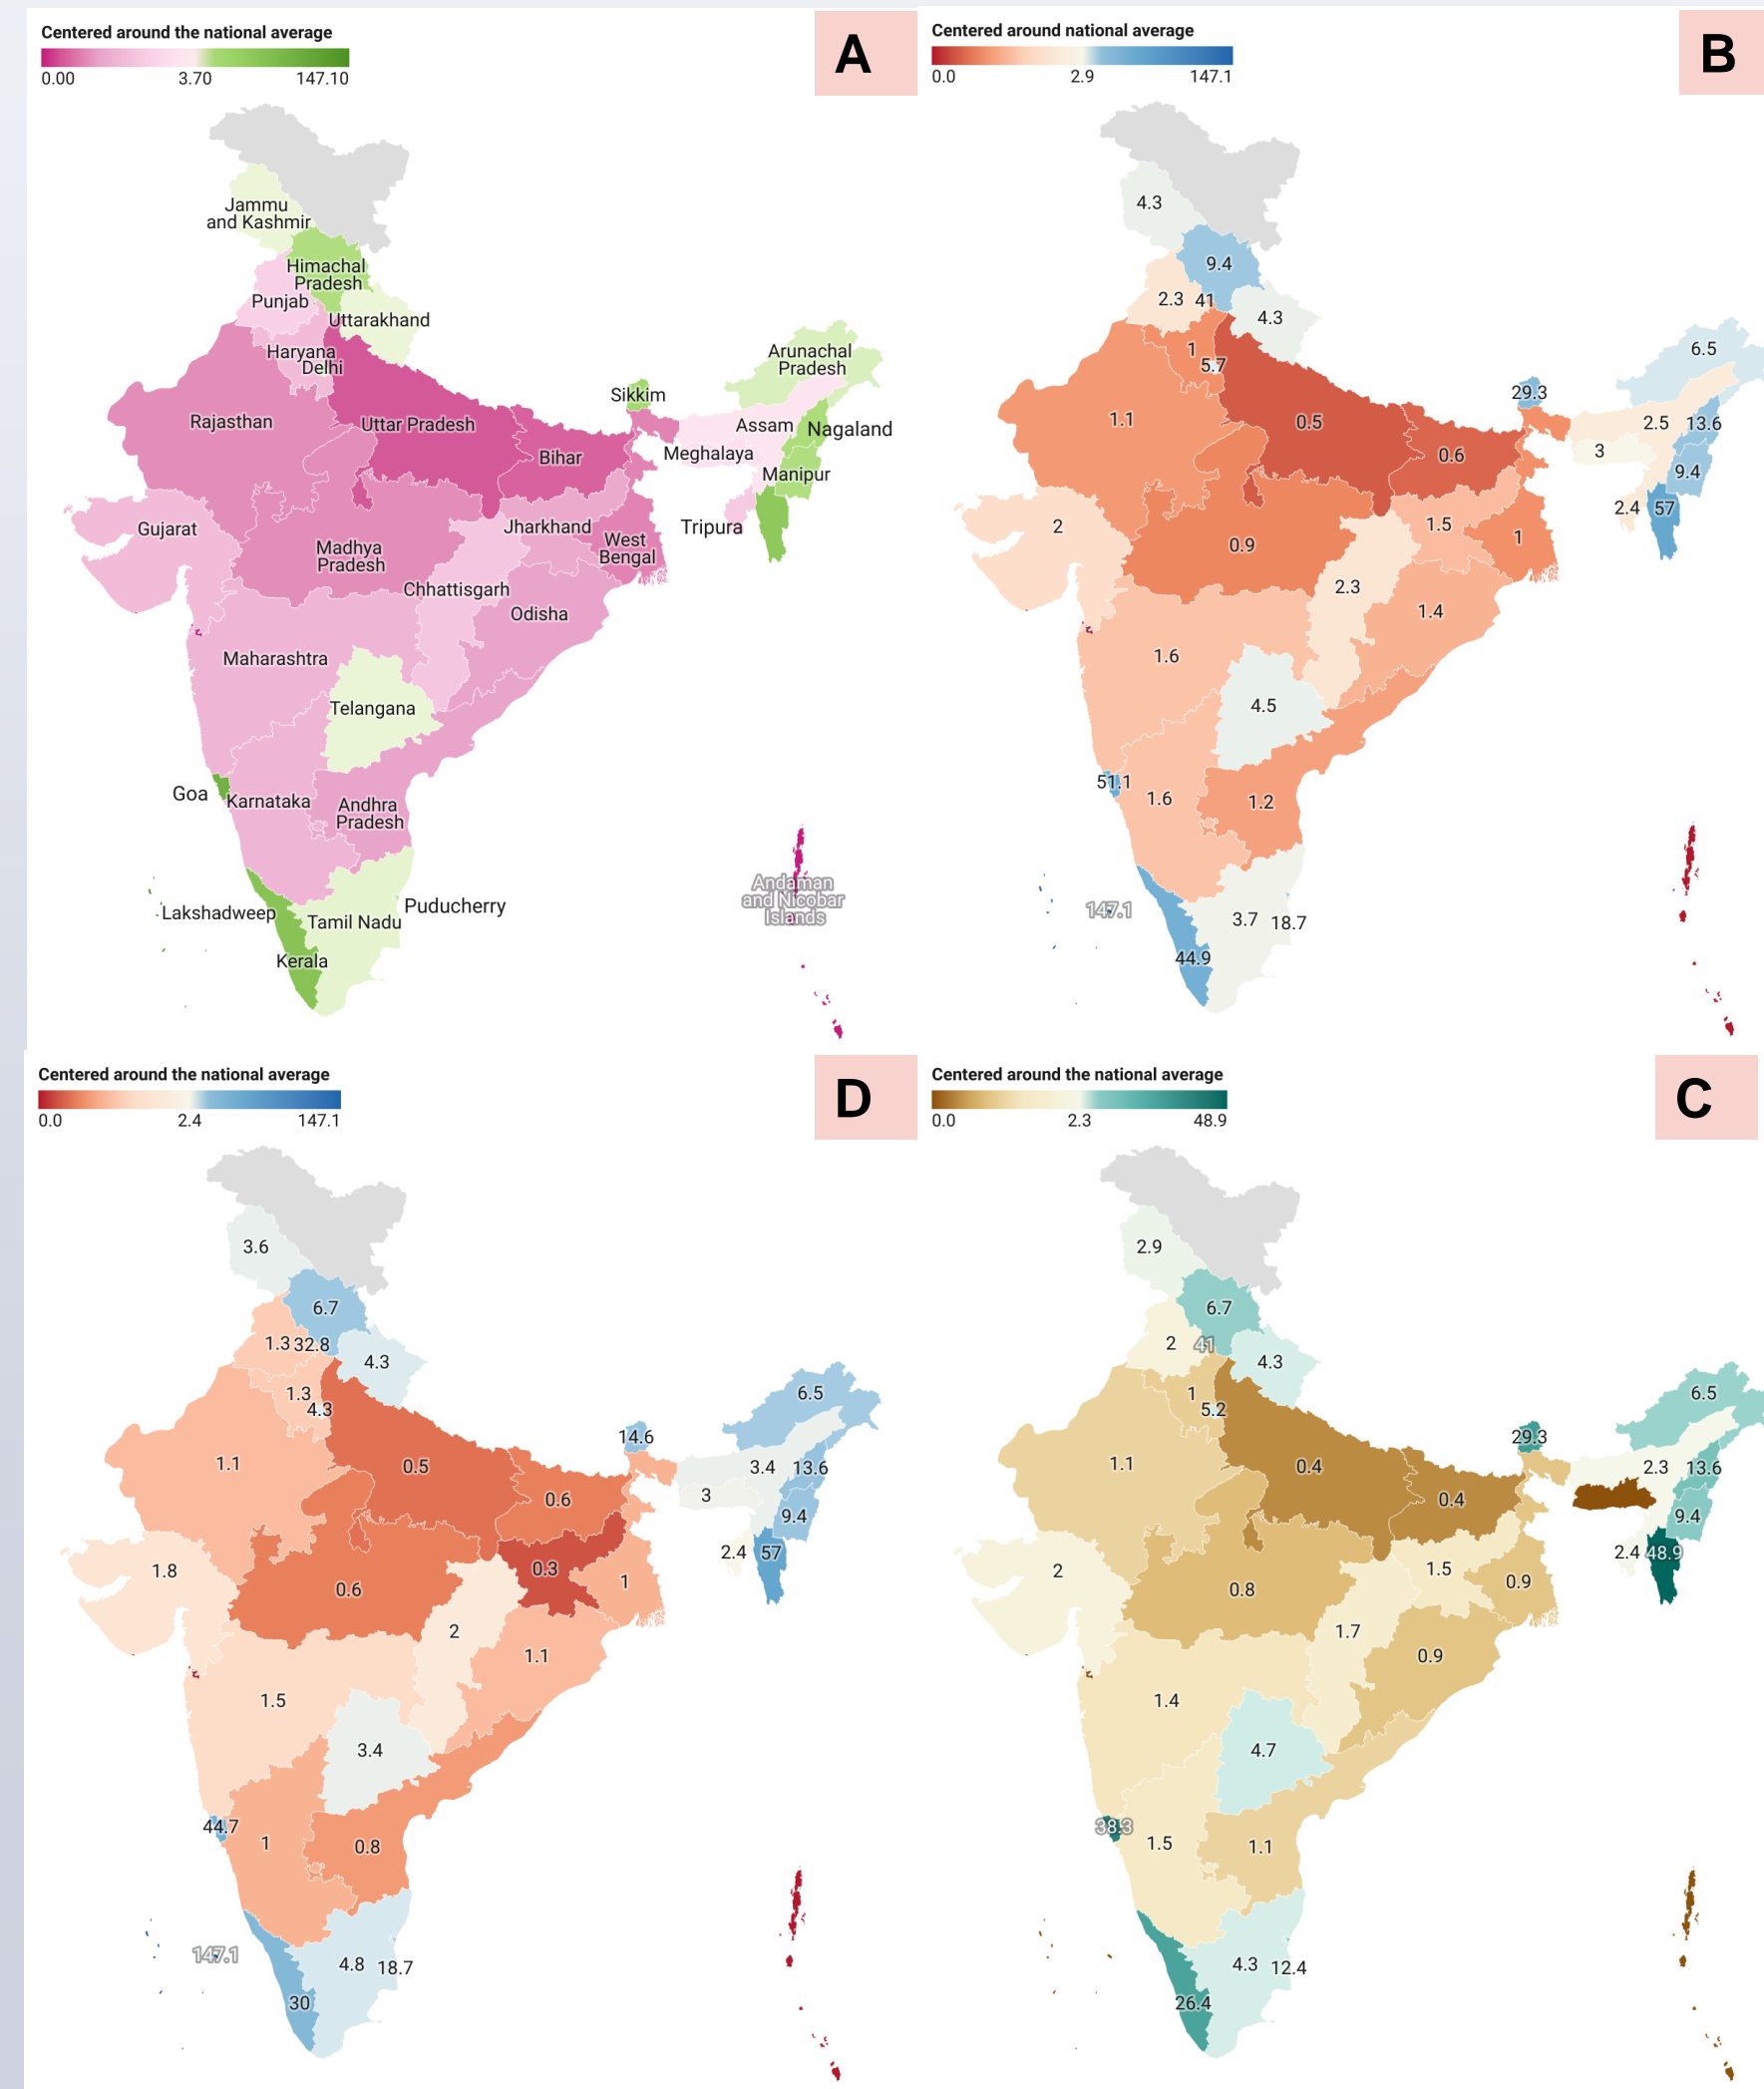 Centered around the national average
0.00 3.70 147.10
A
Jammu
and Kashmir
Himachal
Pradesh
Punjab
Uttarakhand
Haryana
Delhi
Arunachal
Pradesh
Sikkim
Rajasthan
Uttar Pradesh
Assam
Nagaland
Meghalaya
Bihar
Manipur
Gujarat
Jharkhand
Tripura
West
Bengal
Madhya
Pradesh
Chhattisgarh
Odisha
Maharashtra
Telangana
Goa
Karnataka
Andhra
Pradesh
Andaman
and Nicobar
Islands
Lakshadweep
Puducherry
Tamil Nadu
Kerala
Centered around national average
0.0 2.9 147.1
B
4.3
9.4
2.3
41
4.3
1
5.7
6.5
29.3
1.1
0.5
2.5
13.6
3
0.6
9.4
2.4
57
2
1.5
1
0.9
2.3
1.4
1.6
4.5
51.1
1.6
1.2
147.1
3.7
18.7
44.9
Centered around the national average
0.0 2.4 147.1
D
3.6
6.7
1.3
32.8
4.3
1.3
4.3
6.5
14.6
1.1
0.5
3.4
13.6
3
0.6
9.4
2.4
57
1.8
0.3
1
0.6
2
1.1
1.5
3.4
44.7
1
0.8
147.1
4.8
18.7
30
Centered around the national average
0.0 2.3 48.9
C
2.9
6.7
2
41
4.3
1
5.2
6.5
29.3
1.1
0.4
2.3
13.6
0.4
9.4
2.4
48.9
2
1.5
0.9
0.8
1.7
0.9
1.4
4.7
38.3
1.5
1.1
4.3
12.4
26.4